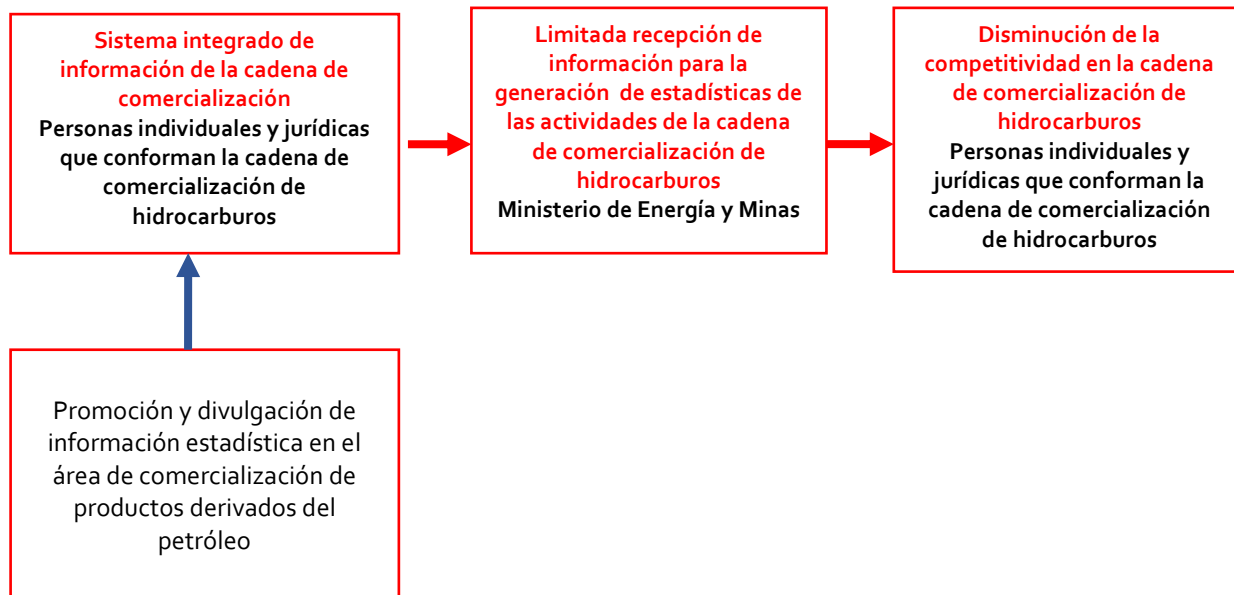 Sistema integrado de
información de la cadena de
comercialización
Personas individuales y jurídicas
que conforman la cadena de
comercialización de
hidrocarburos
Limitada recepción de
información para la
generación de estadísticas de
las actividades de la cadena
de comercialización de
hidrocarburos
Ministerio de Energía y Minas
Disminución de la
competitividad en la cadena
de comercialización de
hidrocarburos
Personas individuales y
jurídicas que conforman la
cadena de comercialización
de hidrocarburos
Promoción y divulgación de
información estadística en el
área de comercialización de
productos derivados del
petróleo